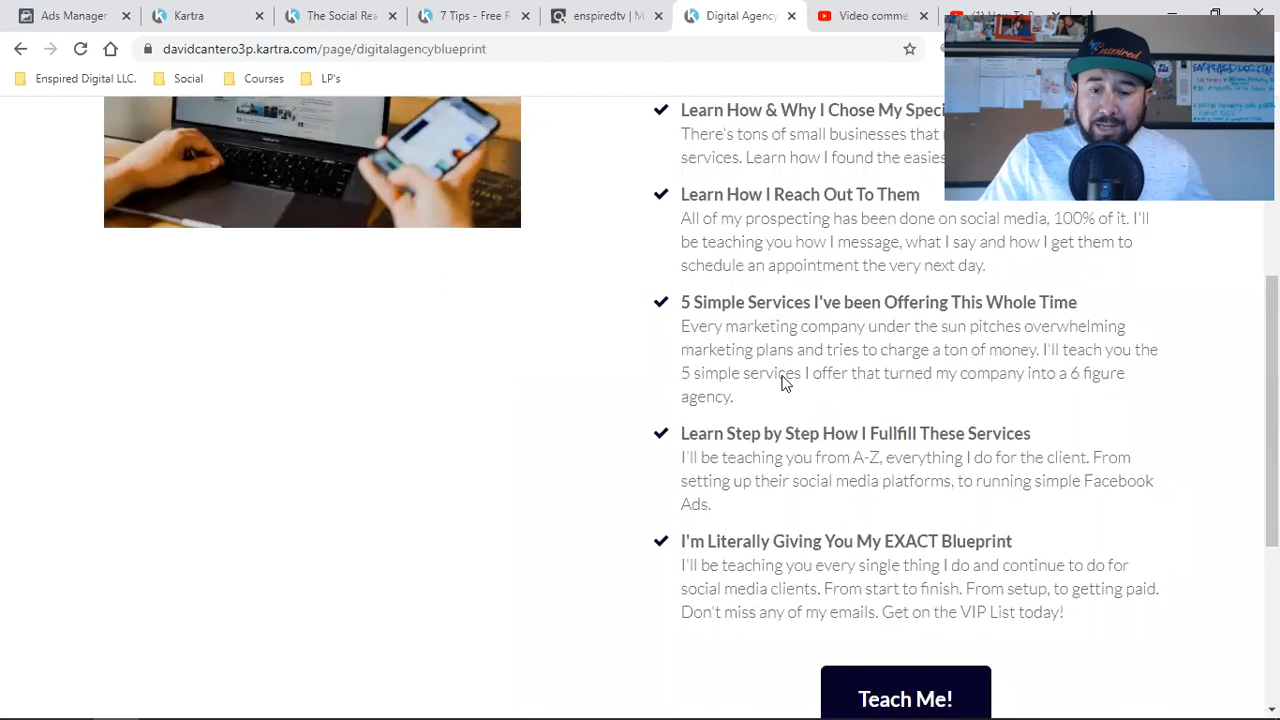 Ads Manager
Kartra
The Social Rea
7 Tips - Free F
enspiredtv | M
Digital Agency
Video comme
davidcantero3p.kartra.com/page/digitalagencyblueprint
Enspired Digital LLC.
Social
Courses
LP's
Enspired
Learn How & Why I Chose My Speci
There's tons of small businesses that
services. Learn how I found the easies
Learn How I Reach Out To Them
All of my prospecting has been done on social media, 100% of it. I'll
be teaching you how I message, what I say and how I get them to
schedule an appointment the very next day.
5 Simple Services I've been Offering This Whole Time
Every marketing company under the sun pitches overwhelming
marketing plans and tries to charge a ton of money. I'll teach you the
5 simple services I offer that turned my company into a 6 figure
agency.
Learn Step by Step How I Fullfill These Services
I'll be teaching you from A-Z, everything I do for the client. From
setting up their social media platforms, to running simple Facebook
Ads.
I'm Literally Giving You My EXACT Blueprint
I'll be teaching you every single thing I do and continue to do for
social media clients. From start to finish. From setup, to getting paid.
Don't miss any of my emails. Get on the VIP List today!
Teach Me!